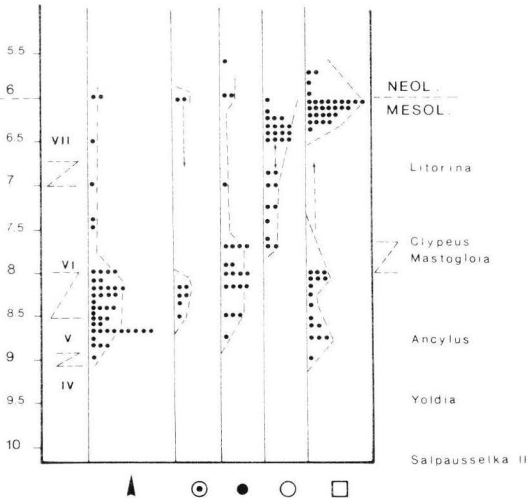 5.5
6
NEOL.
MESOL.
6.5
VII
Litorina
7
7.5
Clypeus
Mastogloia
VI
8
8.5
V
Ancylus
9
IV
9.5
Yoldia
10
Salpausselka II